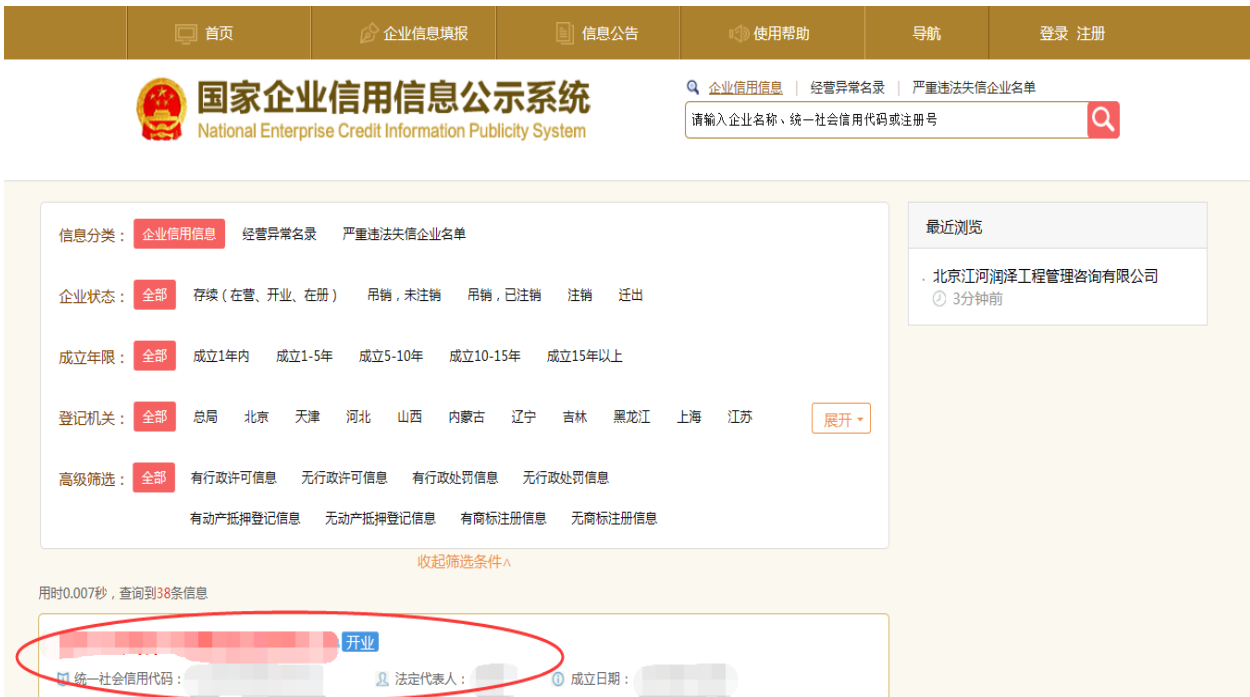 首页 企业信息填报 信息公告 使用帮助 导航 登录 注册
国家企业信用信息公示系统
National Enterprise Credit Information Publicity System
企业信用信息 | 经营异常名录 | 严重违法失信企业名单
请输入企业名称、统一社会信用代码或注册号
信息分类： 企业信用信息 经营异常名录 严重违法失信企业名单
企业状态： 全部 存续（在营、开业、在册） 吊销，未注销 吊销，已注销 注销 迁出
成立年限： 全部 成立1年内 成立1-5年 成立5-10年 成立10-15年 成立15年以上
登记机关： 全部 总局 北京 天津 河北 山西 内蒙古 辽宁 吉林 黑龙江 上海 江苏 展开
高级筛选： 全部 有行政许可信息 无行政许可信息 有行政处罚信息 无行政处罚信息
有动产抵押登记信息 无动产抵押登记信息 有商标注册信息 无商标注册信息
收起筛选条件
最近浏览
北京江河润泽工程管理咨询有限公司
3分钟前
用时0.007秒，查询到38条信息
开业
统一社会信用代码： 法定代表人： 成立日期：